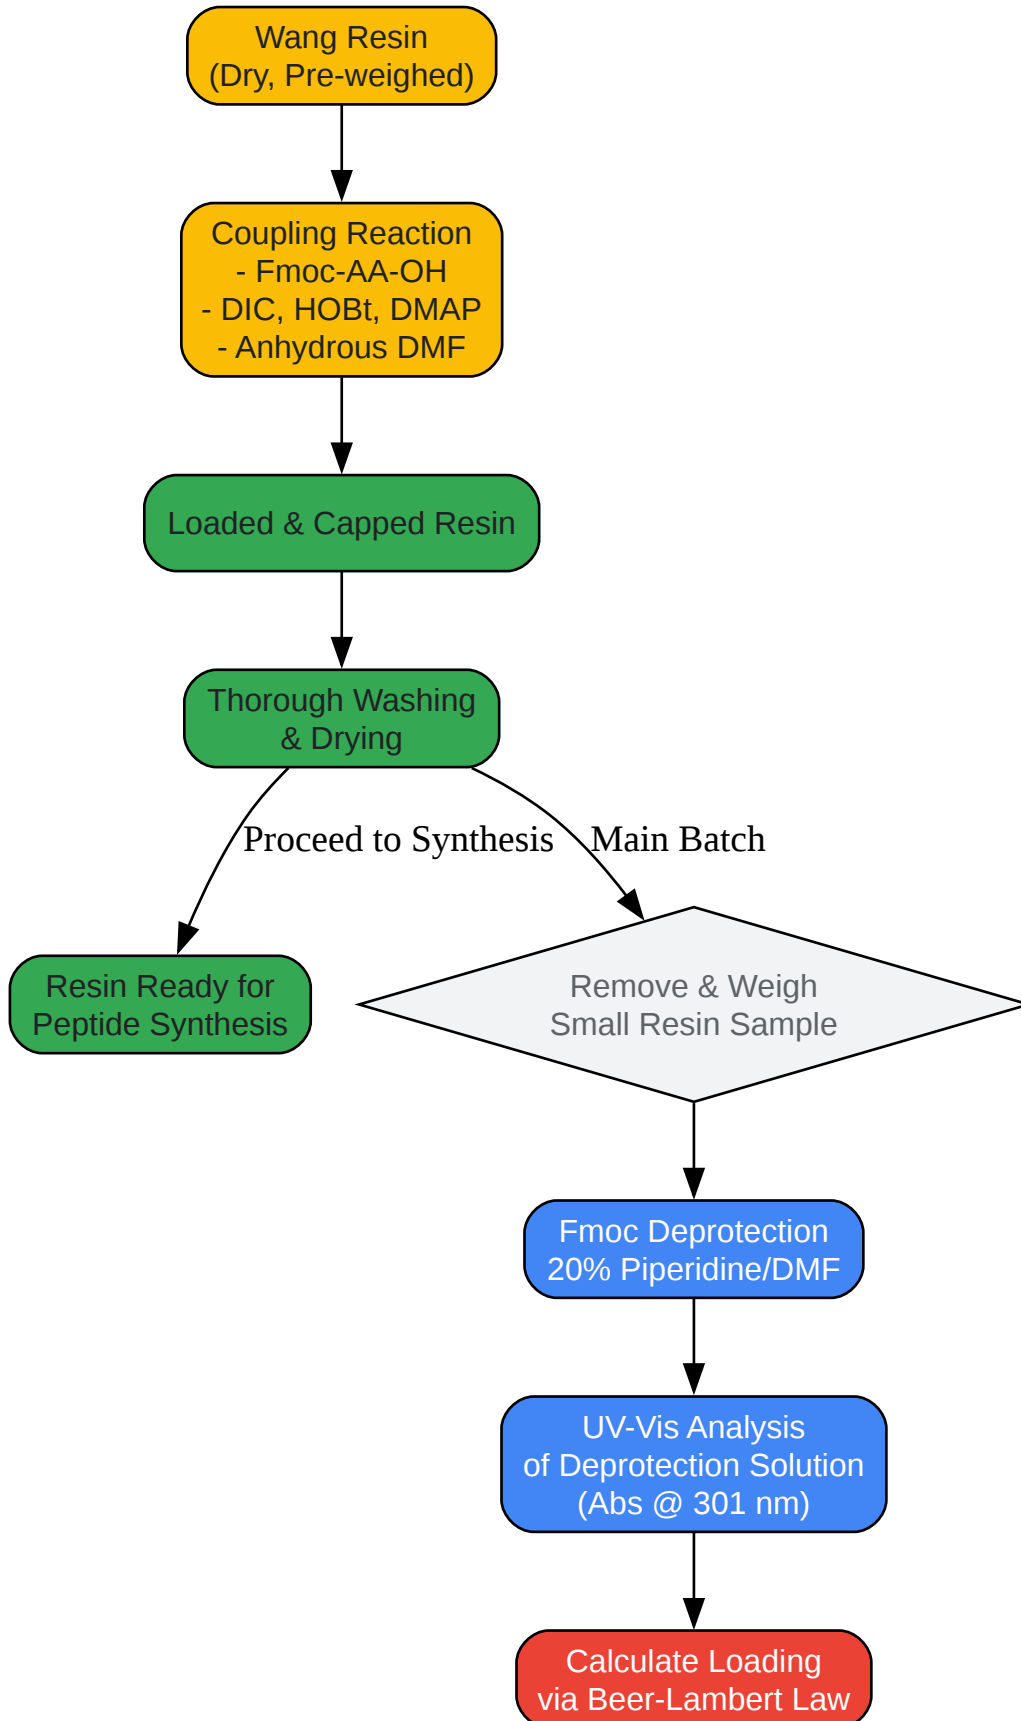 Wang Resin
(Dry, Pre-weighed)
Coupling Reaction
- Fmoc-AA-OH
- DIC, HOBt, DMAP
- Anhydrous DMF
Loaded & Capped Resin
Thorough Washing
& Drying
Proceed to Synthesis
Main Batch
Resin Ready for
Peptide Synthesis
Remove & Weigh
Small Resin Sample
Fmoc Deprotection
20% Piperidine/DMF
UV-Vis Analysis
of Deprotection Solution
(Abs @ 301 nm)
Calculate Loading
via Beer-Lambert Law